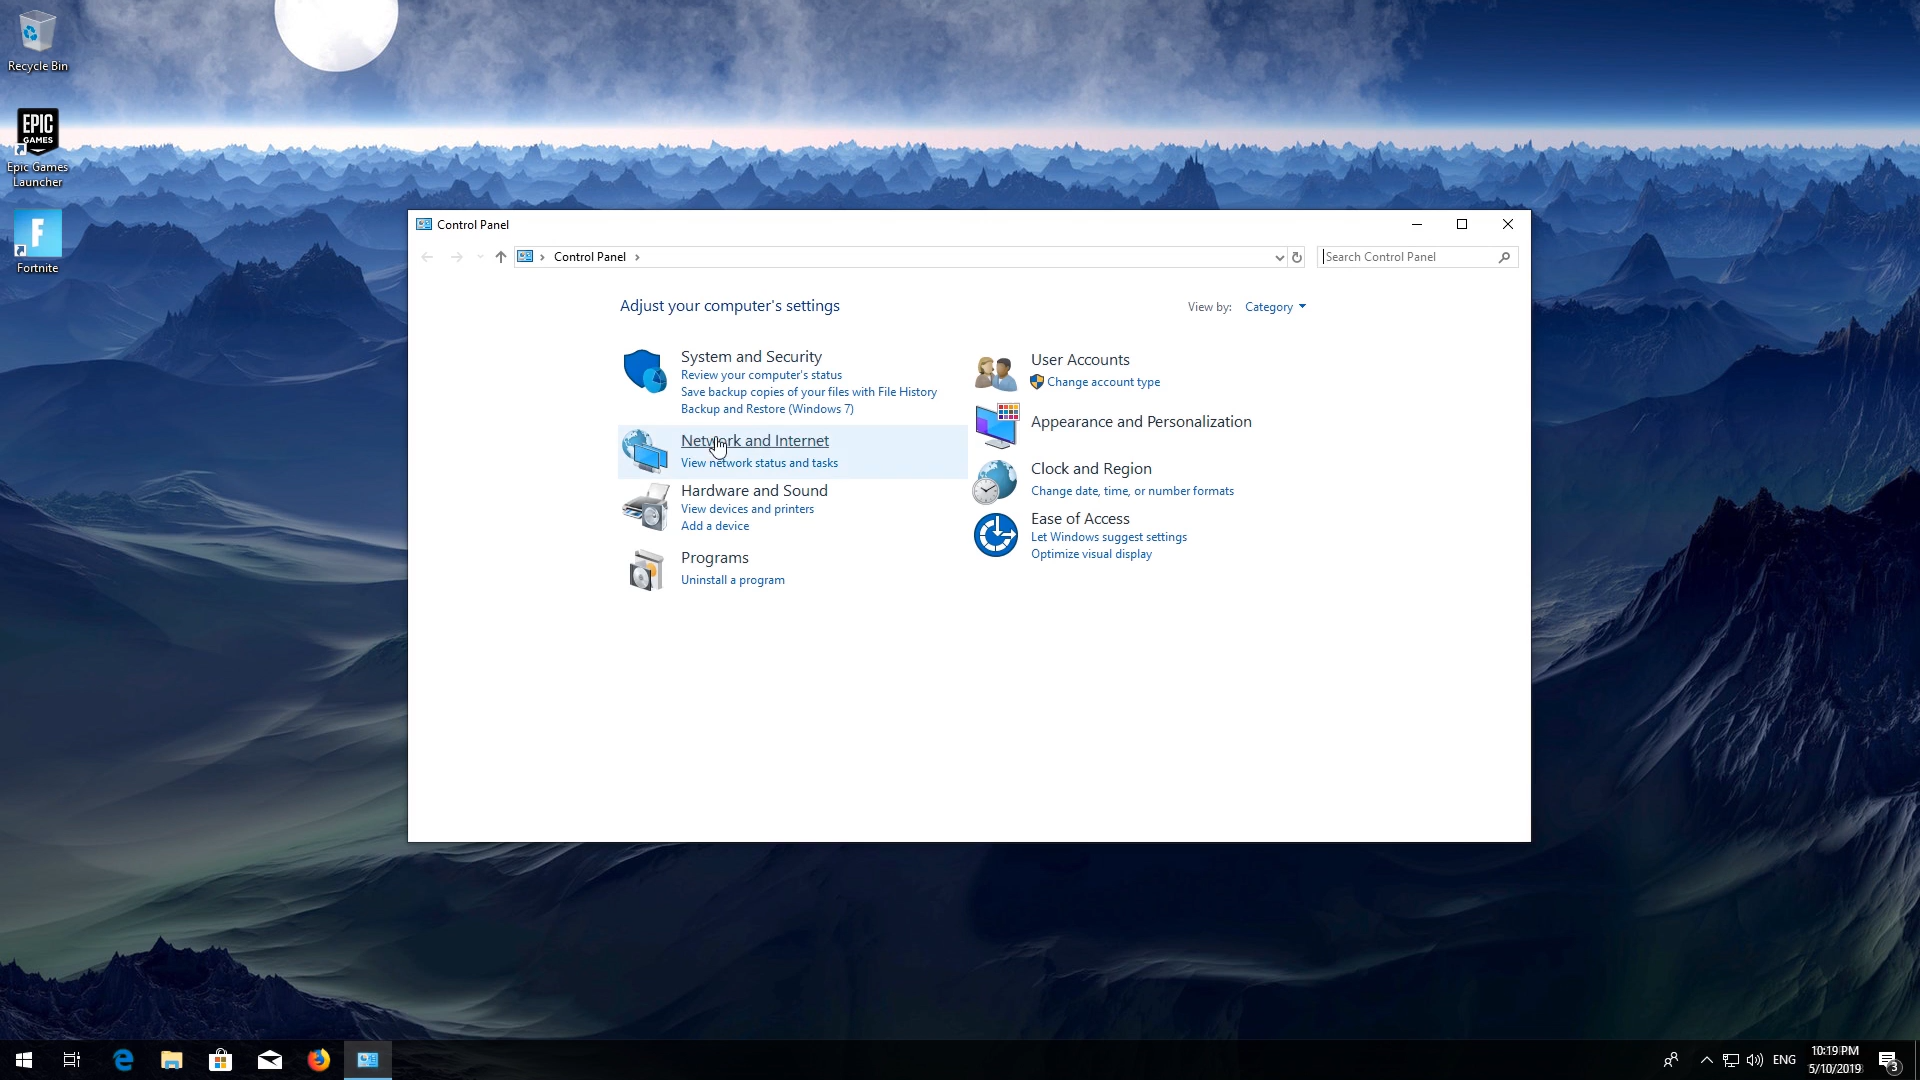 Recycle Bin
EPIC
GAMES
Epic Games
Launcher
F
Fortnite
Control Panel
Control Panel
Search Control Panel
Adjust your computer's settings
View by: Category
System and Security
Review your computer's status
Save backup copies of your files with File History
Backup and Restore (Windows 7)
Network and Internet
View network status and tasks
Hardware and Sound
View devices and printers
Add a device
Programs
Uninstall a program
User Accounts
Change account type
Appearance and Personalization
Clock and Region
Change date, time, or number formats
Ease of Access
Let Windows suggest settings
Optimize visual display
ENG
10:19 PM
5/10/2019
3